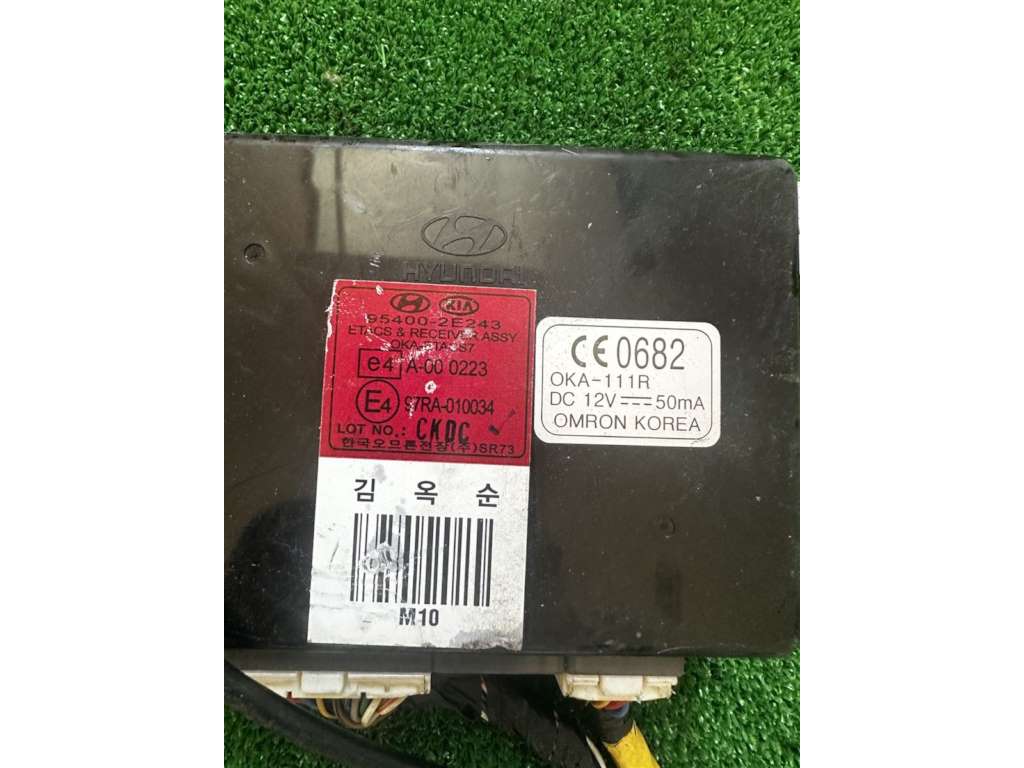 HYUNDAI
KIA
95400-2E243
ETACS & RECEIVER ASSY
e4 A-00 0223
E4 97RA-010034
LOT NO.: CKDC
한국오므론전장(주)SR73
김 옥 순
M10
CE 0682
OKA-111R
DC 12V 50mA
OMRON KOREA